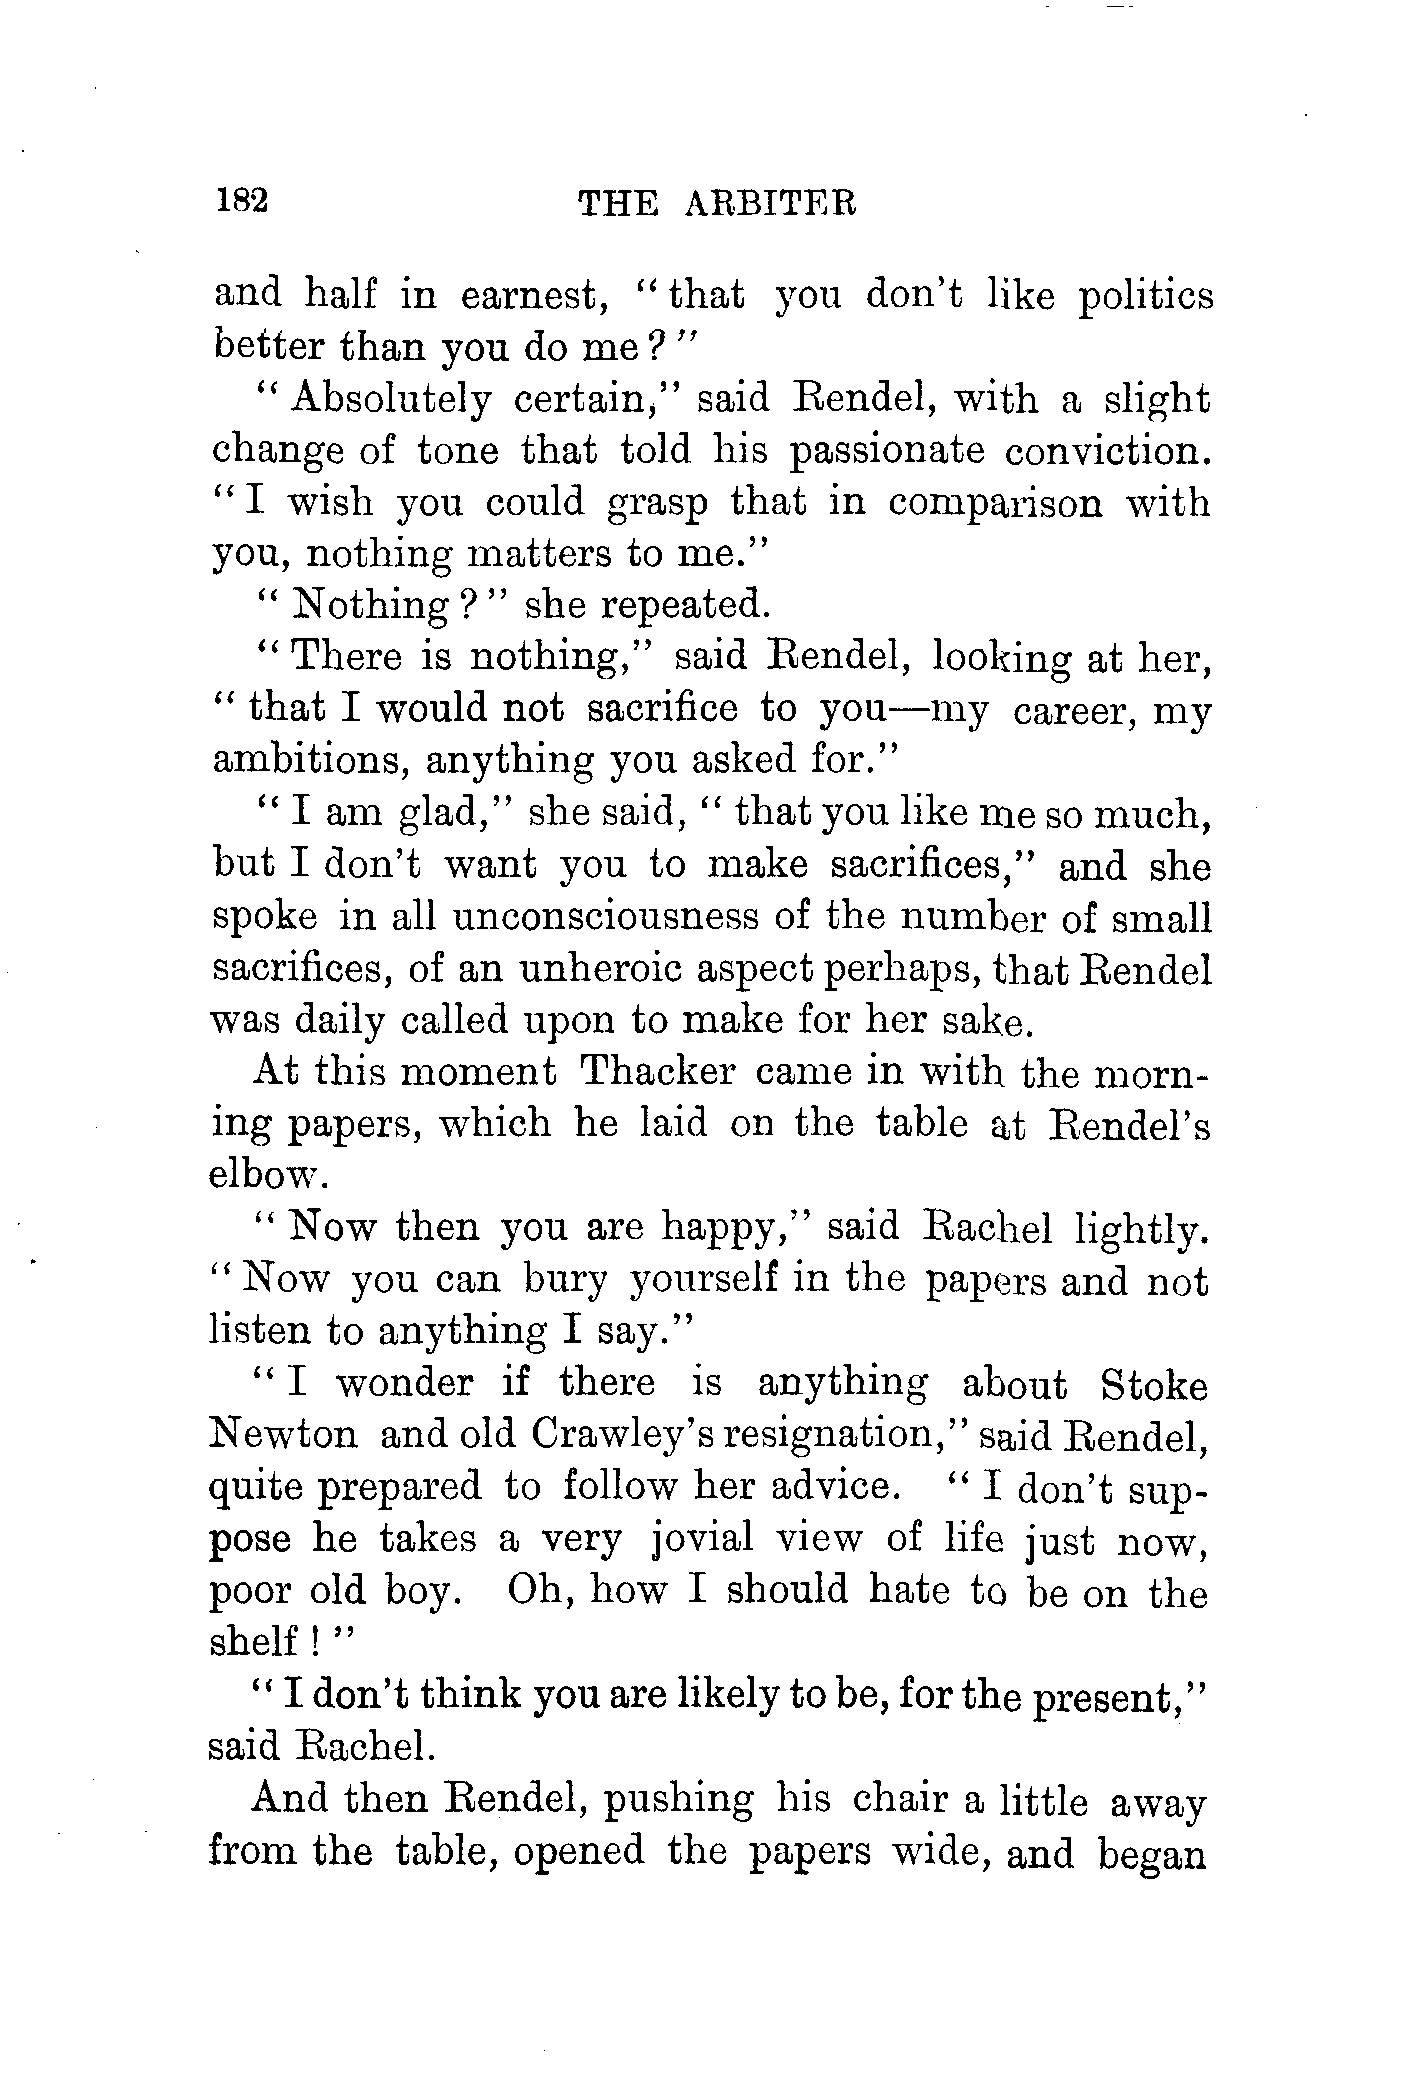 182 THE ARBITER
and half in earnest, “that you don't like politics
better than you do me?”
“Absolutely certain,” said Rendel, with a slight
change of tone that told his passionate conviction.
“I wish you could grasp that in comparison with
you, nothing matters to me.”
“Nothing?” she repeated.
“There is nothing,” said Rendel, looking at her,
“that I would not sacrifice to you—my career, my
ambitions, anything you asked for.”
“I am glad,” she said, “that you like me so much,
but I don't want you to make sacrifices,” and she
spoke in all unconsciousness of the number of small
sacrifices, of an unheroic aspect perhaps, that Rendel
was daily called upon to make for her sake.
At this moment Thacker came in with the morn-
ing papers, which he laid on the table at Rendel's
elbow.
“Now then you are happy,” said Rachel lightly.
“Now you can bury yourself in the papers and not
listen to anything I say.”
“I wonder if there is anything about Stoke
Newton and old Crawley's resignation,” said Rendel,
quite prepared to follow her advice. “I don't sup-
pose he takes a very jovial view of life just now,
poor old boy. Oh, how I should hate to be on the
shelf!”
“I don't think you are likely to be, for the present,”
said Rachel.
And then Rendel, pushing his chair a little away
from the table, opened the papers wide, and began